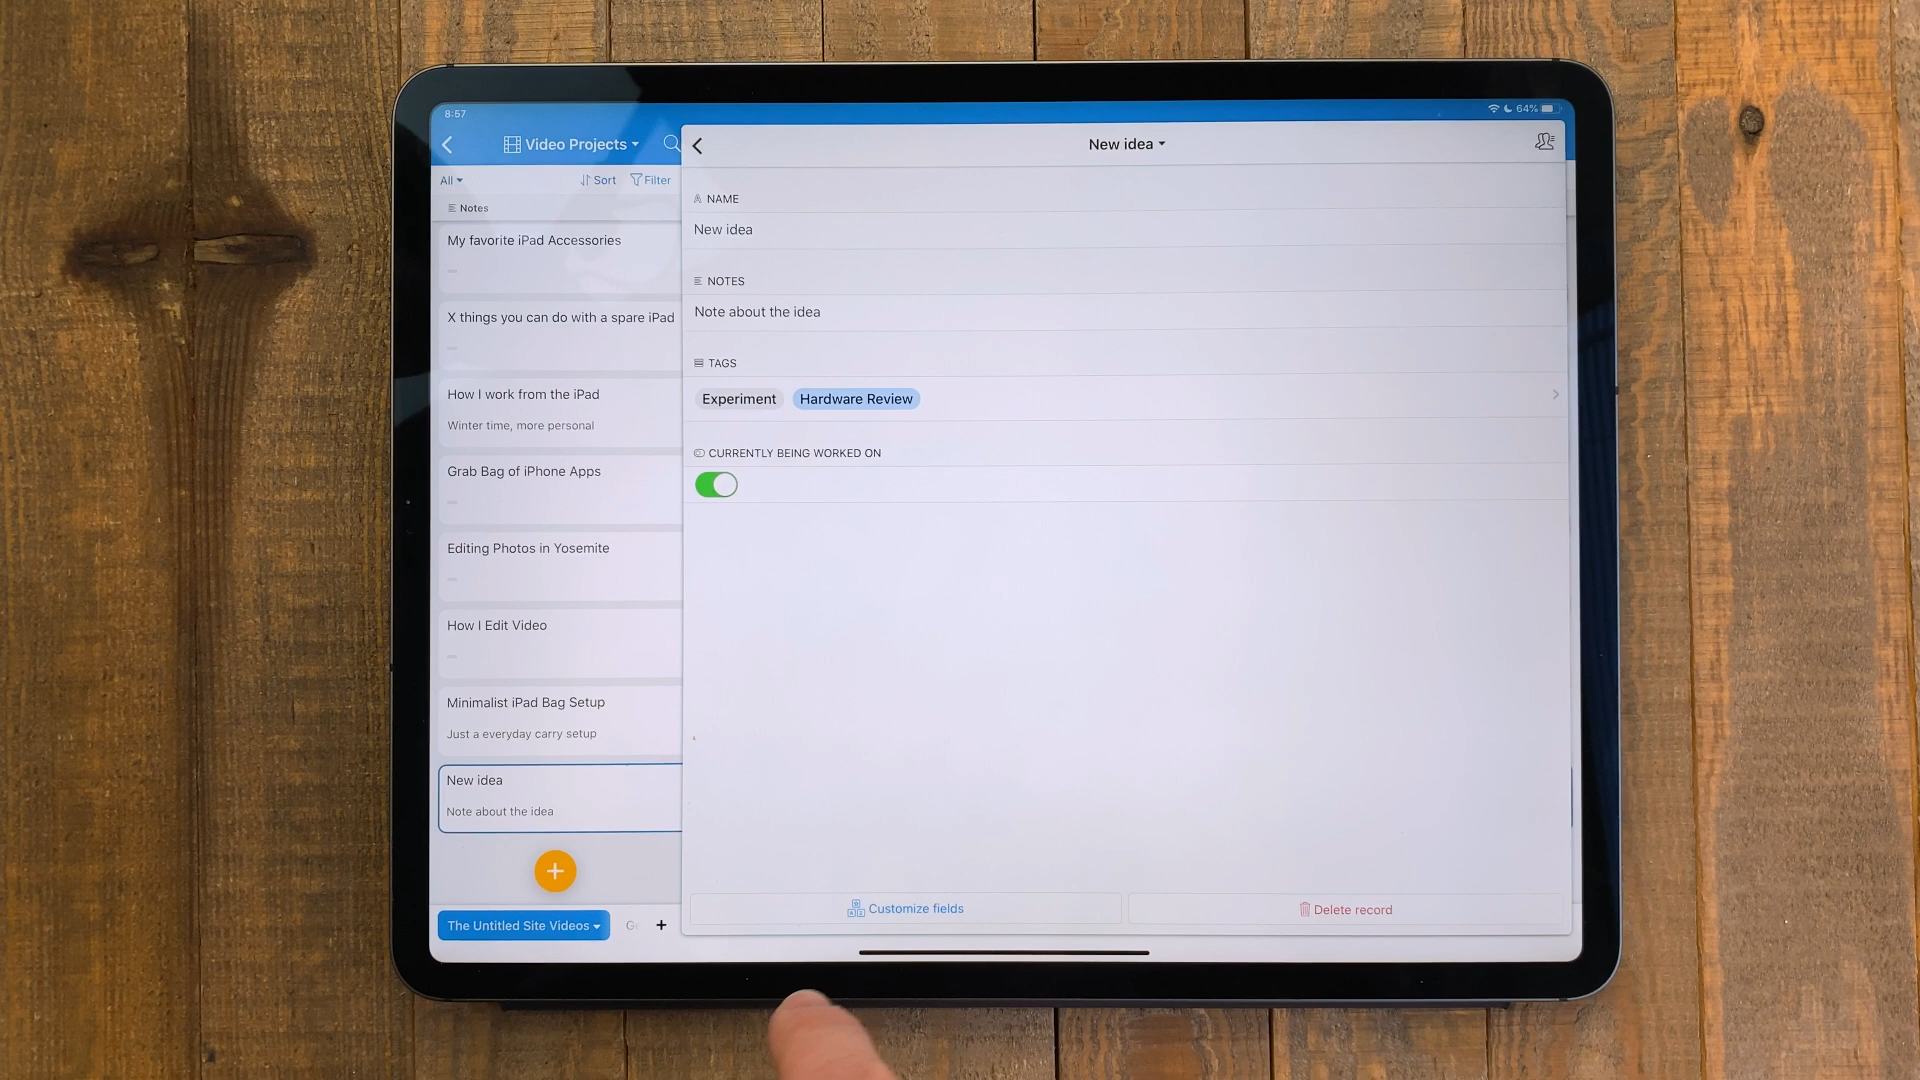 8:57
64%
Video Projects
All
Sort
Filter
Notes
My favorite iPad Accessories
X things you can do with a spare iPad
How I work from the iPad
Winter time, more personal
Grab Bag of iPhone Apps
Editing Photos in Yosemite
How I Edit Video
Minimalist iPad Bag Setup
Just a everyday carry setup
New idea
Note about the idea
+
The Untitled Site Videos
+
New idea
NAME
New idea
NOTES
Note about the idea
TAGS
Experiment Hardware Review
CURRENTLY BEING WORKED ON
Customize fields
Delete record